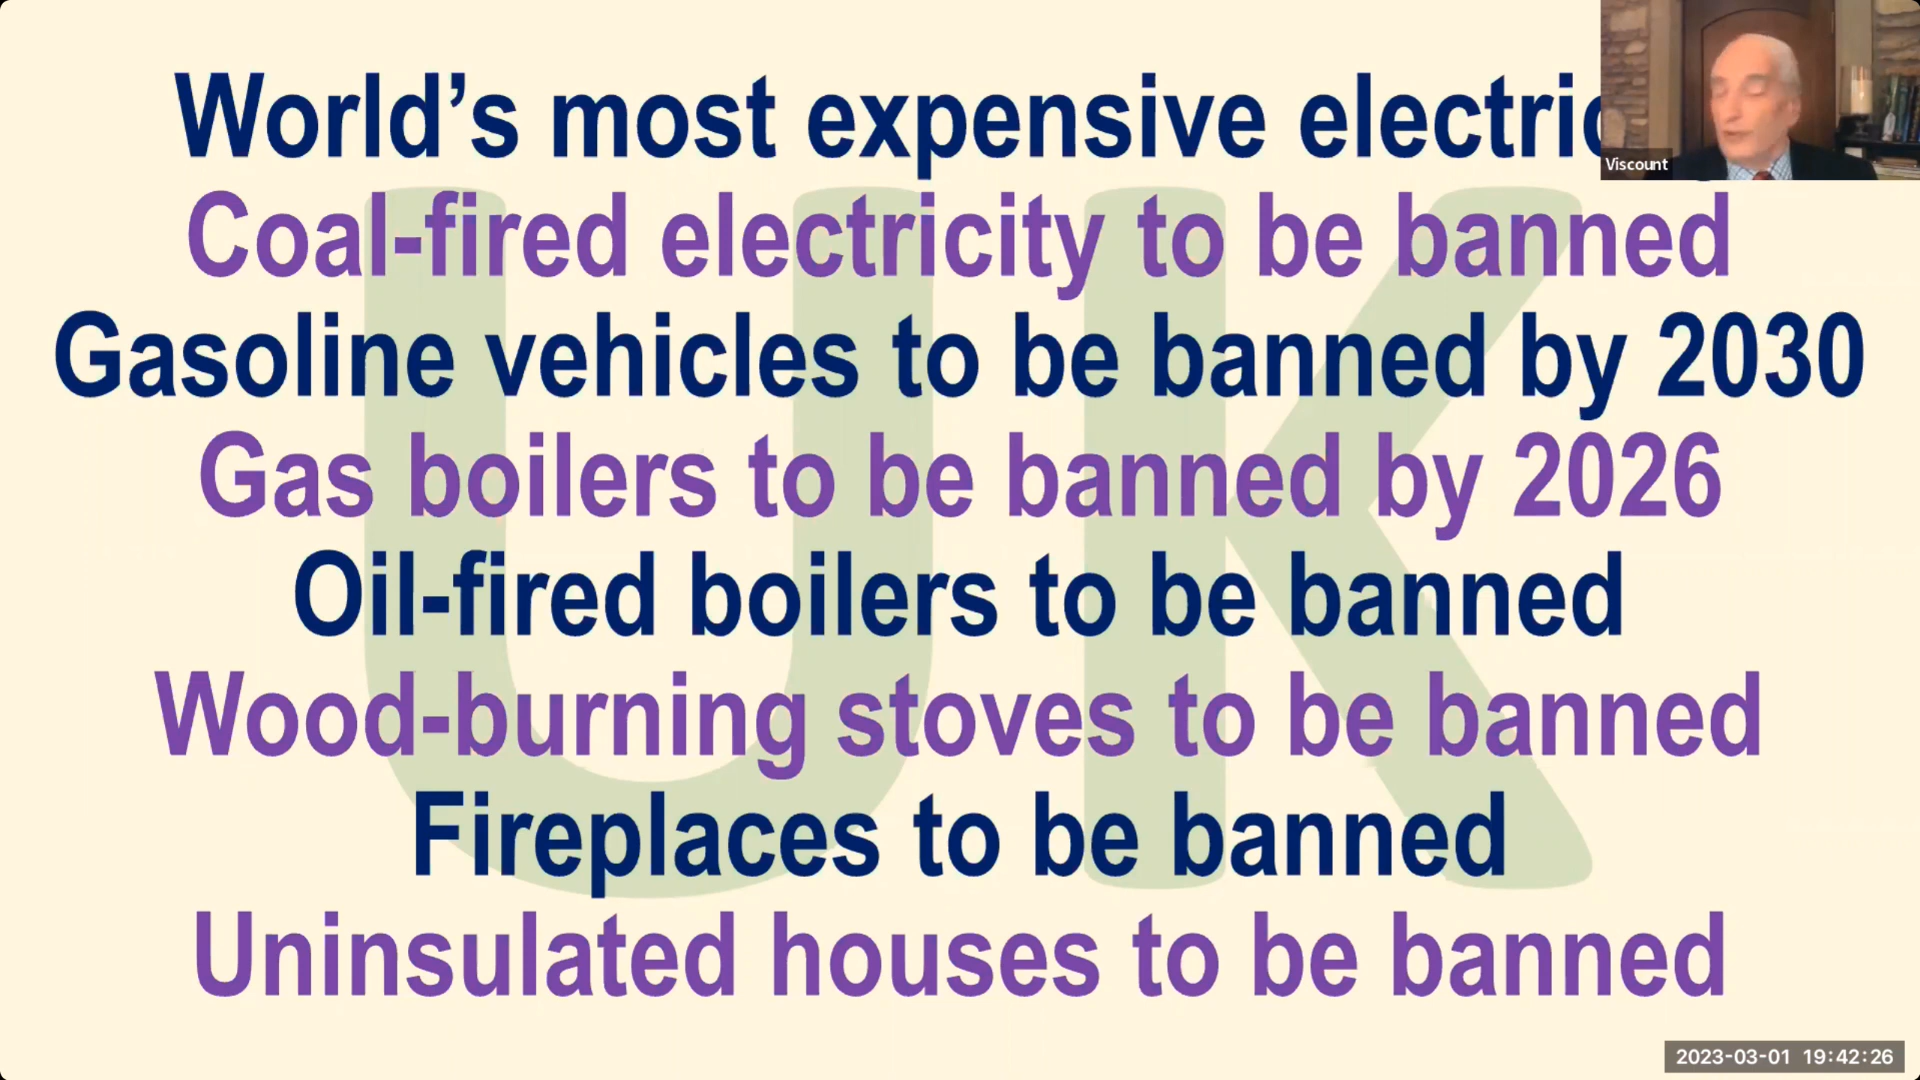 World’s most expensive
Viscount
Coal-fired electricity to be banned
Gasoline vehicles to be banned by 2030
Gas boilers to be banned by 2026
Oil-fired boilers to be banned
Wood-burning stoves to be banned
Fireplaces to be banned
Uninsulated houses to be banned
UK
2023-03-01 19:42:26